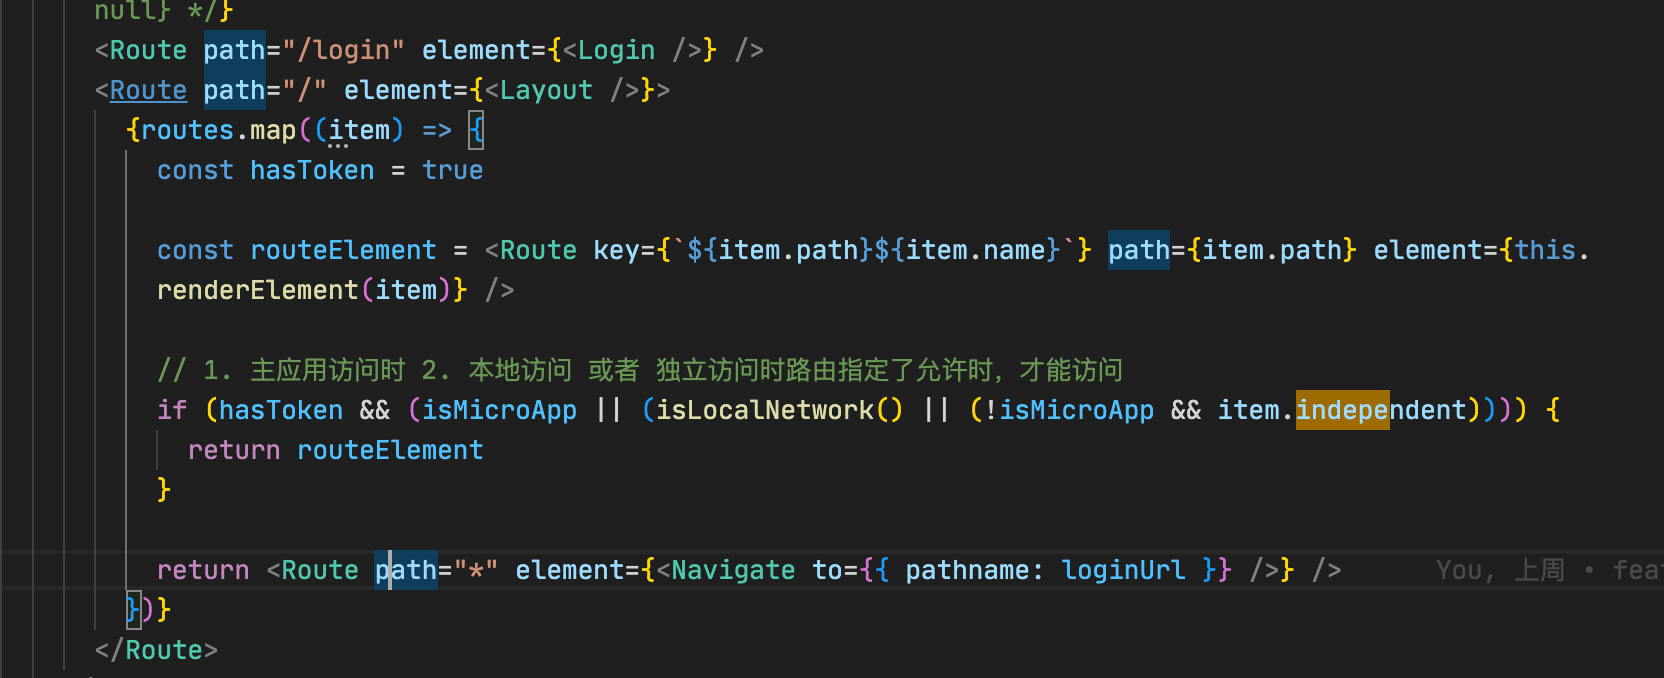 null} */}
<Route path="/login" element={<Login />} />
<Route path="/" element={<Layout />}>
{routes.map((item) => {
const hasToken = true
const routeElement = <Route key={`${item.path}${item.name}`} path={item.path} element={this.
renderElement(item)} />
// 1. 主应用访问时 2. 本地访问 或者 独立访问时路由指定了允许时，才能访问
if (hasToken && (isMicroApp || (isLocalNetwork() || (!isMicroApp && item.independent)))) {
return routeElement
}
return <Route path="*" element={<Navigate to={{ pathname: loginUrl }} />} /> You, 上周 • fea
})}
</Route>